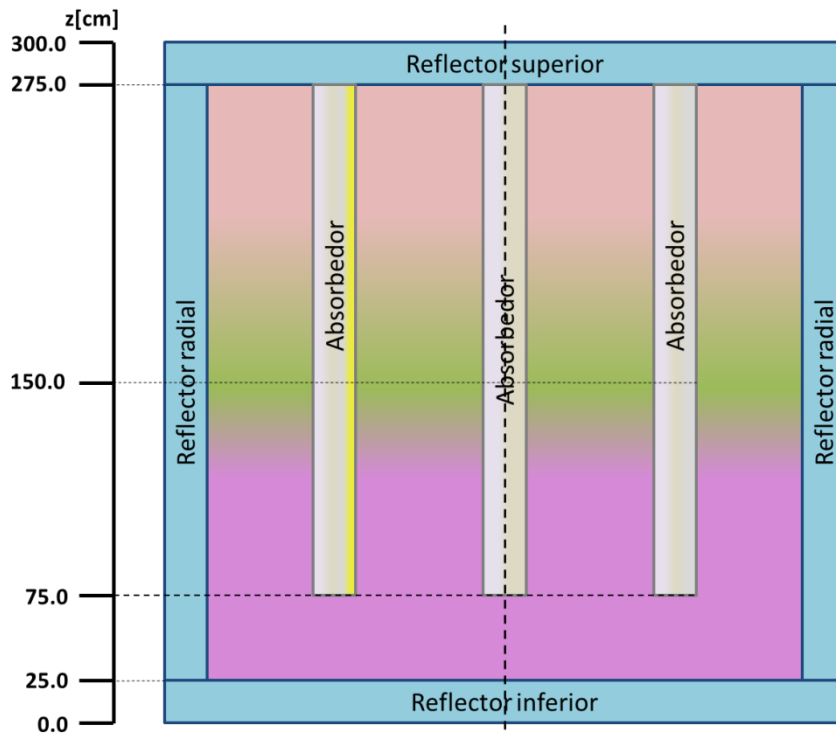 z[cm]
300.0
Reflector superior
275.0
Absorbedor
Absorbedor
Absorbedor
Reflector radial
Reflector radial
150.0
75.0
25.0
Reflector inferior
0.0